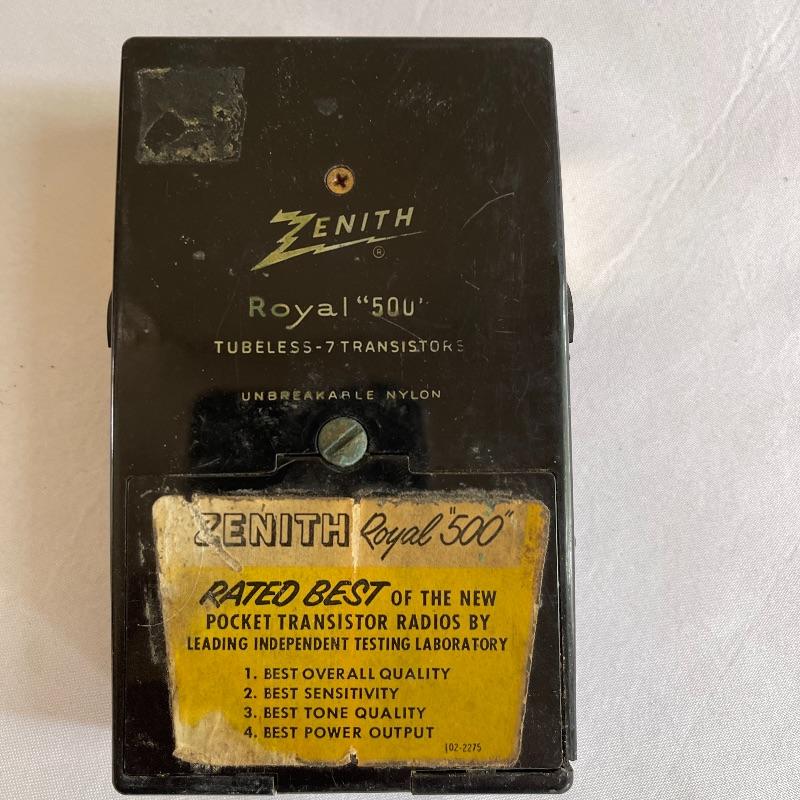 ZENITH
®
Royal "500"
TUBELESS-7 TRANSISTORS
UNBREAKABLE NYLON
ZENITH Royal "500"
RATED BEST OF THE NEW
POCKET TRANSISTOR RADIOS BY
LEADING INDEPENDENT TESTING LABORATORY
1. BEST OVERALL QUALITY
2. BEST SENSITIVITY
3. BEST TONE QUALITY
4. BEST POWER OUTPUT
102-2275